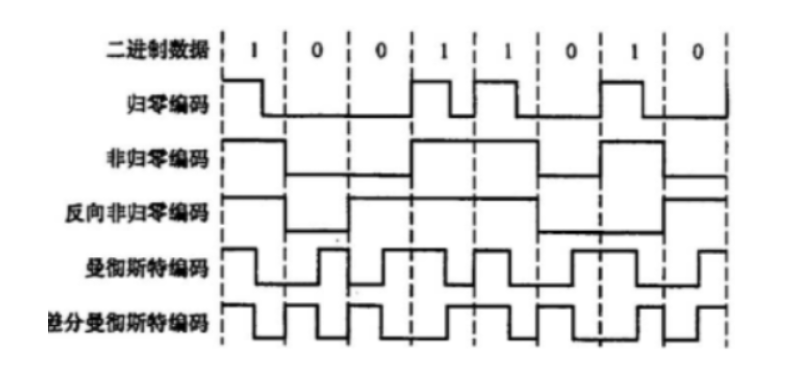 二进制数据 1 0 0 1 1 0 1 0
归零编码
非归零编码
反向非归零编码
曼彻斯特编码
差分曼彻斯特编码